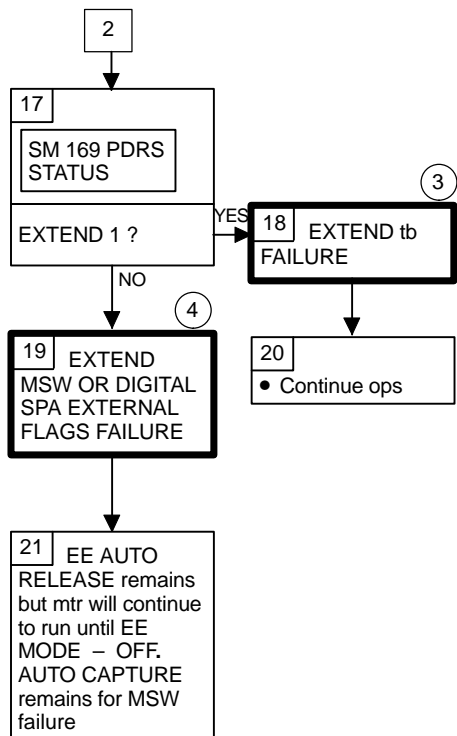 2
17
SM 169 PDRS
STATUS
EXTEND 1 ?
YES
NO
3
18 EXTEND tb
FAILURE
20
• Continue ops
4
19 EXTEND
MSW OR DIGITAL
SPA EXTERNAL
FLAGS FAILURE
21 EE AUTO
RELEASE remains
but mtr will continue
to run until EE
MODE – OFF.
AUTO CAPTURE
remains for MSW
failure